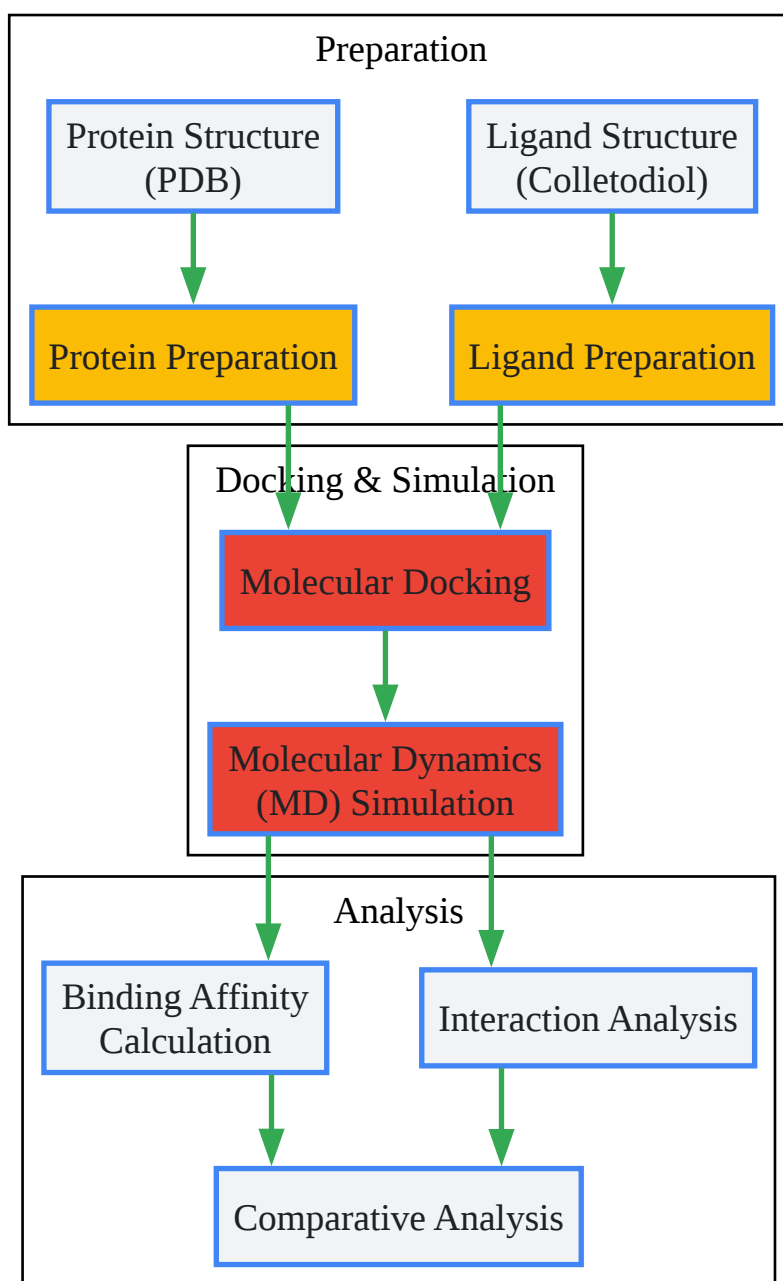 Preparation
Protein Structure
(PDB)
Ligand Structure
(Colletodiol)
Protein Preparation
Ligand Preparation
Docking & Simulation
Molecular Docking
Molecular Dynamics
(MD) Simulation
Analysis
Binding Affinity
Calculation
Interaction Analysis
Comparative Analysis